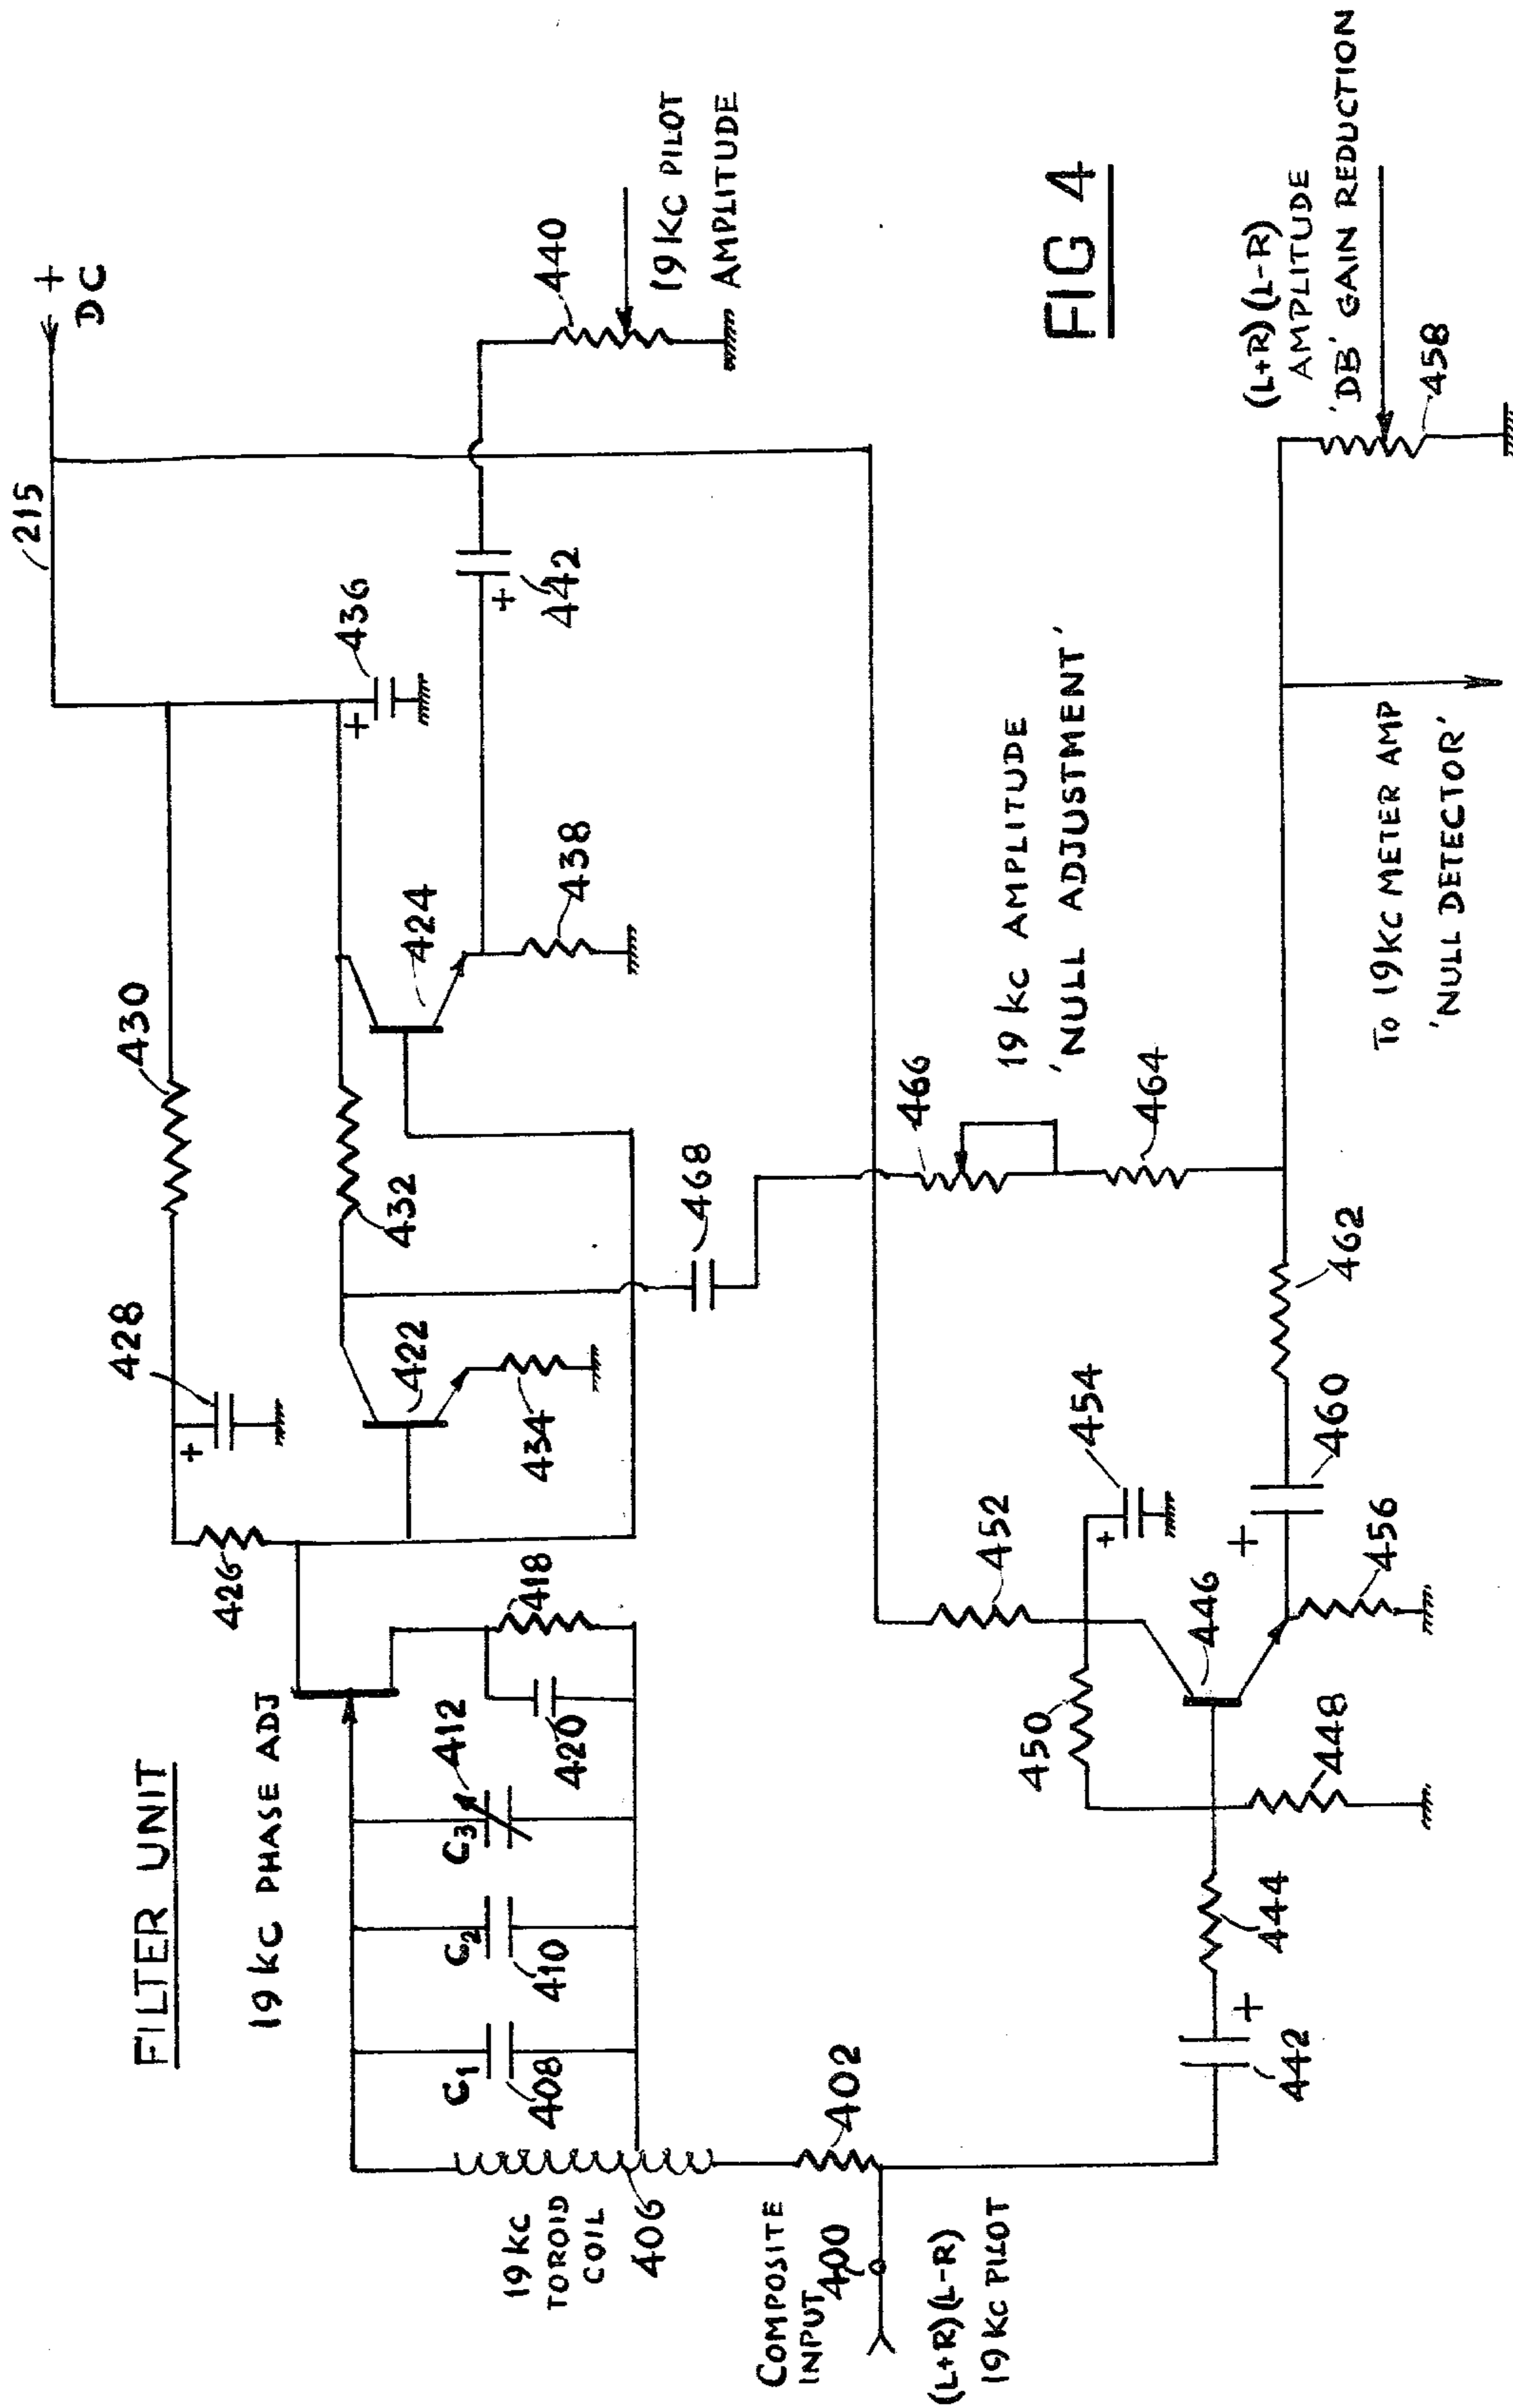 FILTER UNIT
19 KC PHASE ADJ
19 KC
TOROID
COIL
406
C1
408
C2
410
C3
412
420
418
426
428
430
422
434
432
424
438
436
215
+
DC
+
+
+
442
440
19 KC PILOT
AMPLITUDE
468
466
464
19 KC AMPLITUDE
'NULL ADJUSTMENT'
COMPOSITE
INPUT
400
(L+R)(L-R)
19 KC PILOT
402
442
+
444
448
450
452
454
+
446
456
+
460
462
To 19KC METER AMP
'NULL DETECTOR'
(L+R)(L-R)
AMPLITUDE
'DB' GAIN REDUCTION
458
FIG 4